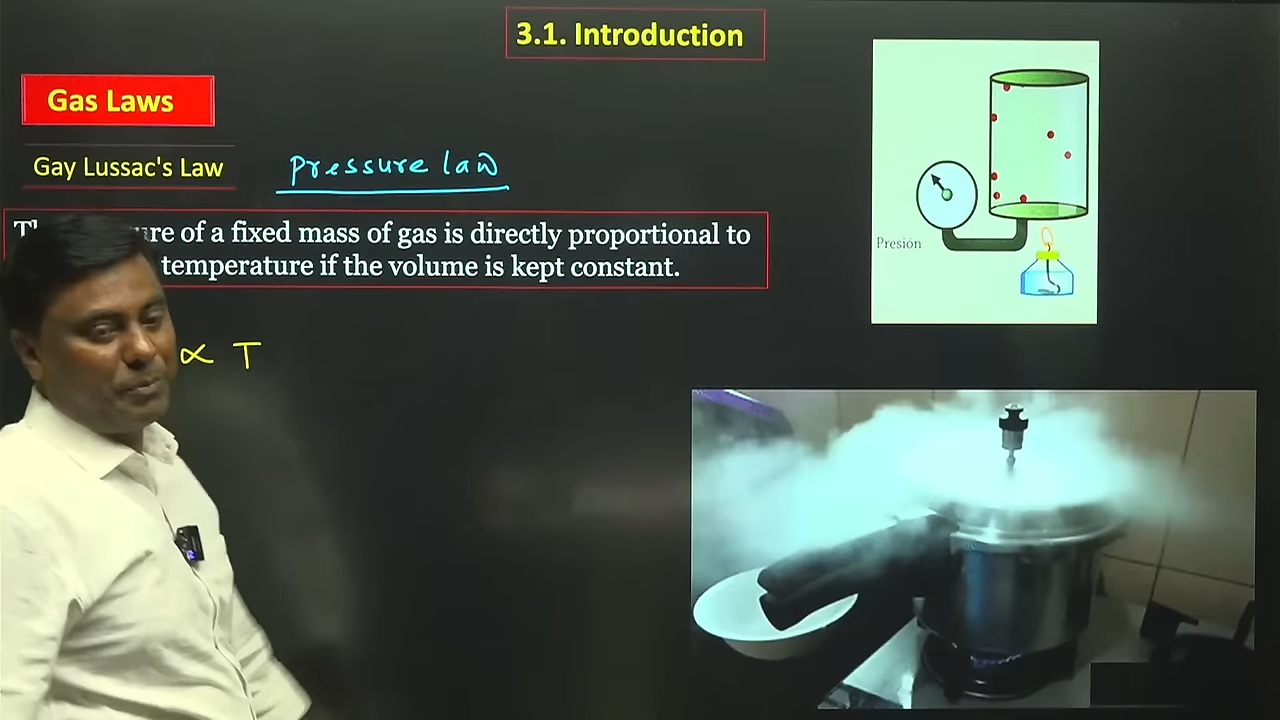 3.1. Introduction
Gas Laws
Gay Lussac's Law
pressure law
of a fixed mass of gas is directly proportional to
temperature if the volume is kept constant.
∝ T
Presión